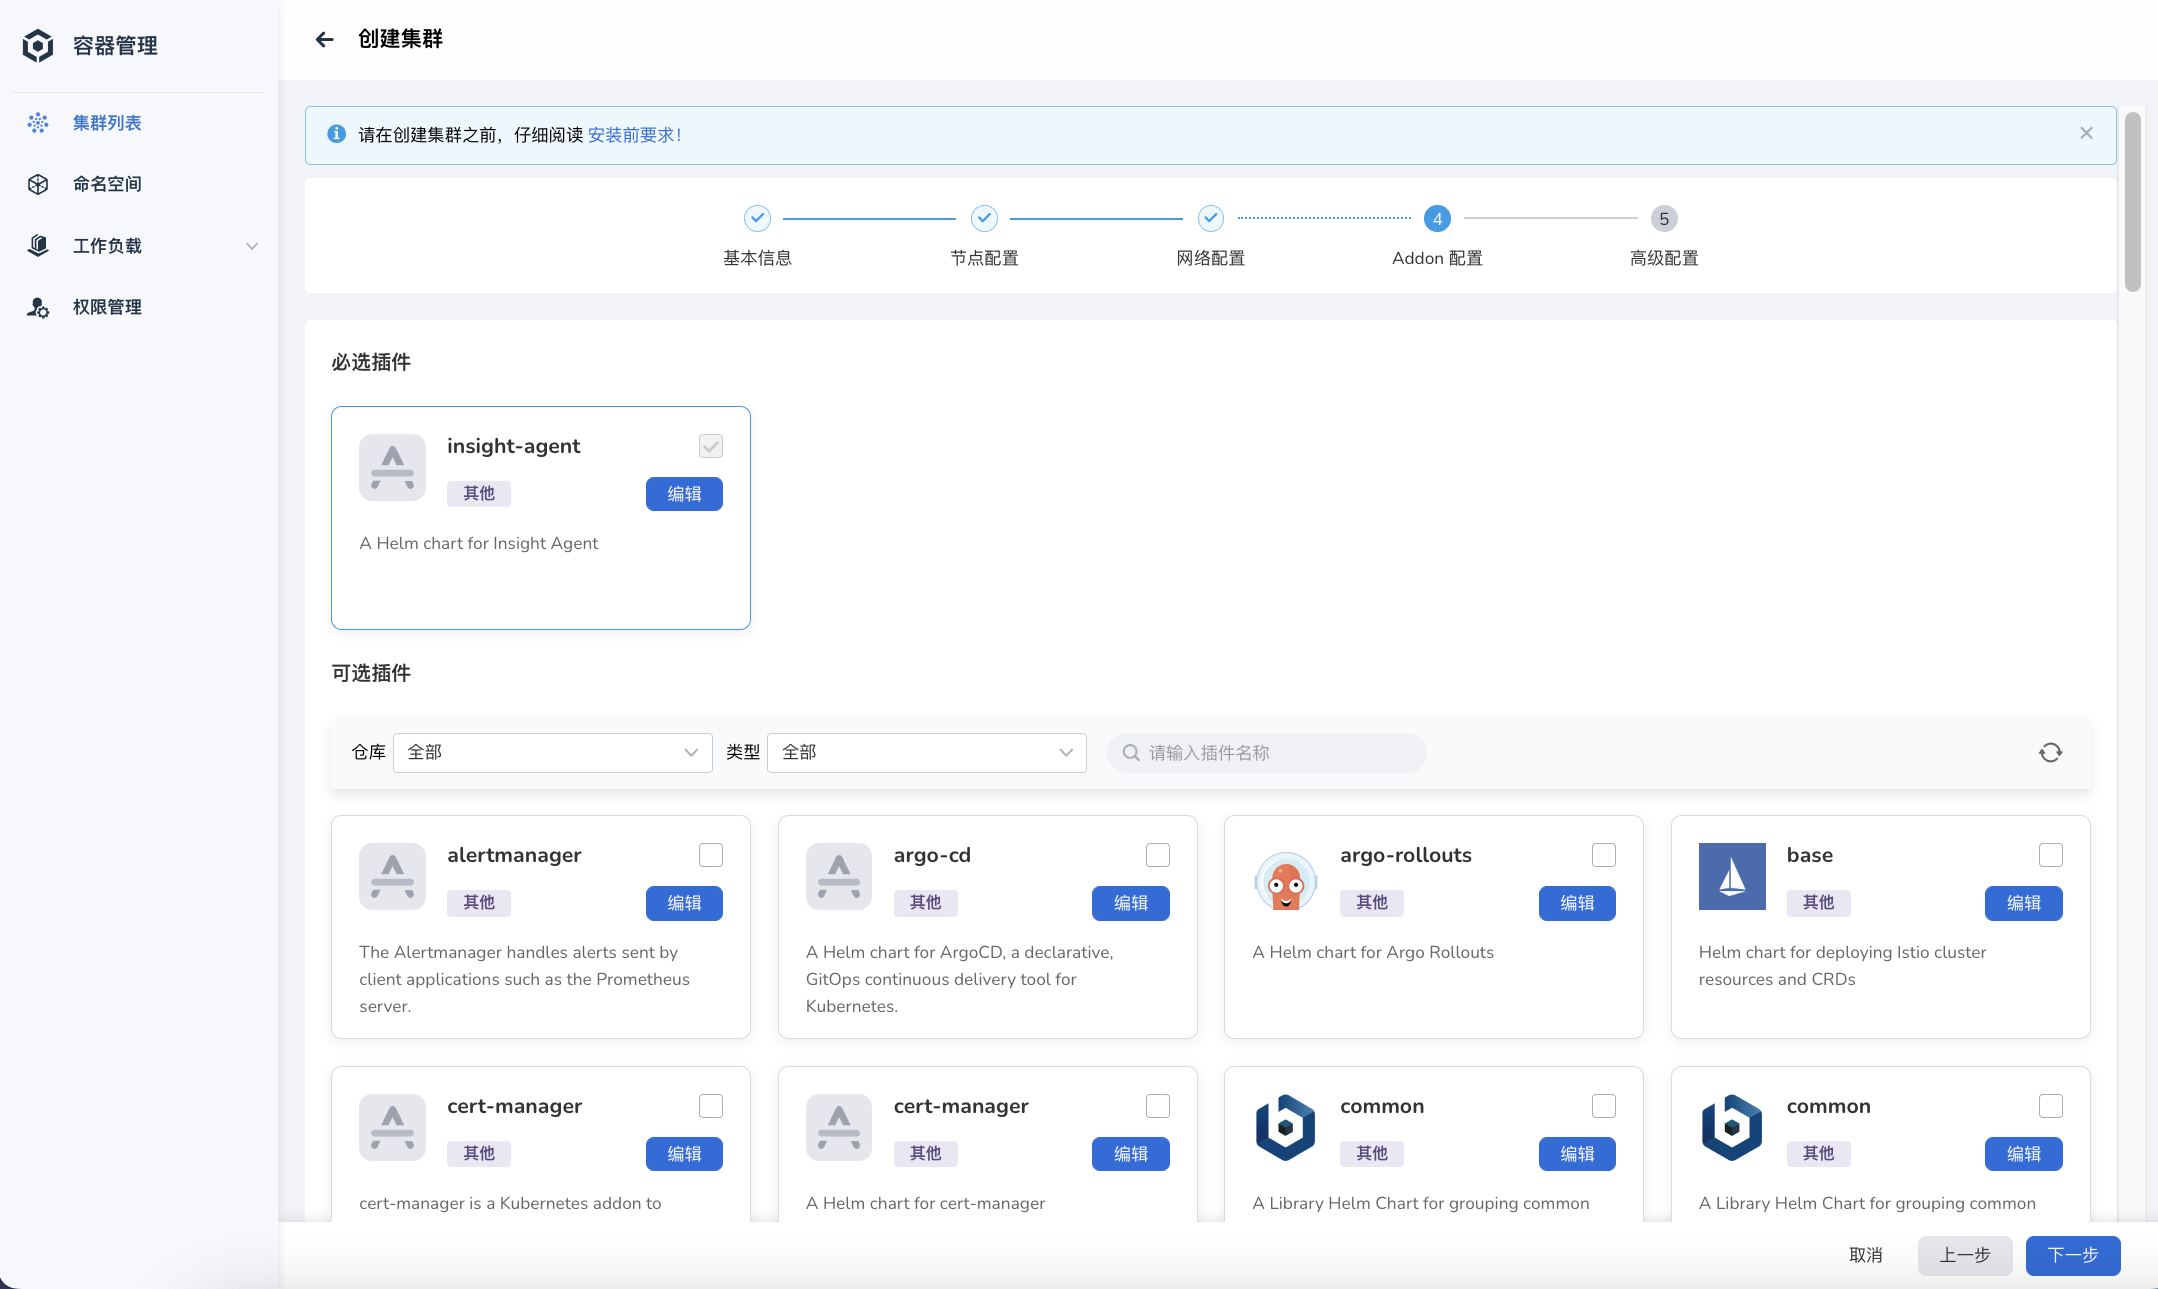 容器管理
集群列表
命名空间
工作负载
权限管理
创建集群
请在创建集群之前，仔细阅读 安装前要求！
基本信息
节点配置
网络配置
4
Addon 配置
5
高级配置
必选插件
insight-agent
其他
编辑
A Helm chart for Insight Agent
可选插件
仓库 全部 类型 全部 请输入插件名称
alertmanager
其他
编辑
The Alertmanager handles alerts sent by
client applications such as the Prometheus
server.
argo-cd
其他
编辑
A Helm chart for ArgoCD, a declarative,
GitOps continuous delivery tool for
Kubernetes.
argo-rollouts
其他
编辑
A Helm chart for Argo Rollouts
base
其他
编辑
Helm chart for deploying Istio cluster
resources and CRDs
cert-manager
其他
编辑
cert-manager is a Kubernetes addon to
cert-manager
其他
编辑
A Helm chart for cert-manager
common
其他
编辑
A Library Helm Chart for grouping common
common
其他
编辑
A Library Helm Chart for grouping common
取消
上一步
下一步